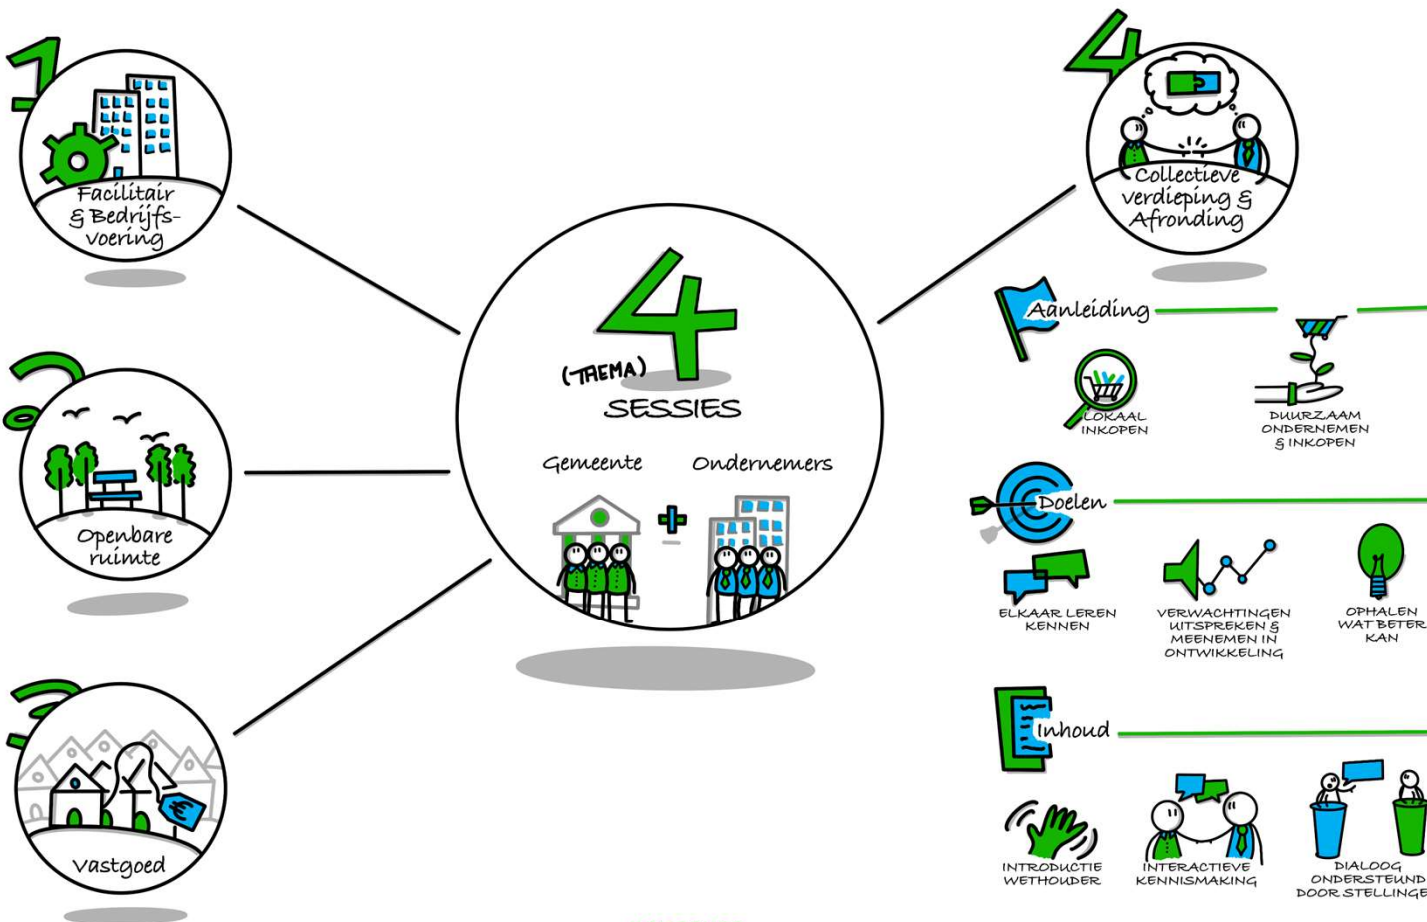 1
Facilitair
& Bedrijfs-
voering
2
Openbare
ruimte
3
Vastgoed
4
(THEMA)
SESSIES
Gemeente
Ondernemers
4
Collectieve
verdieping &
Afronding
Aanleiding
LOKAAL
INKOPEN
DUURZAAM
ONDERNEMEN
& INKOPEN
Doelen
ELKAAR LEREN
KENNEN
VERWACHTINGEN
UITSPREKEN &
MEENEMEN IN
ONTWIKKELING
OPHALEN
WAT BETER
KAN
Inhoud
INTRODUCTIE
WETHOUDER
INTERACTIEVE
KENNISMAKING
DIALOOG
ONDERSTEUND
DOOR STELLINGE